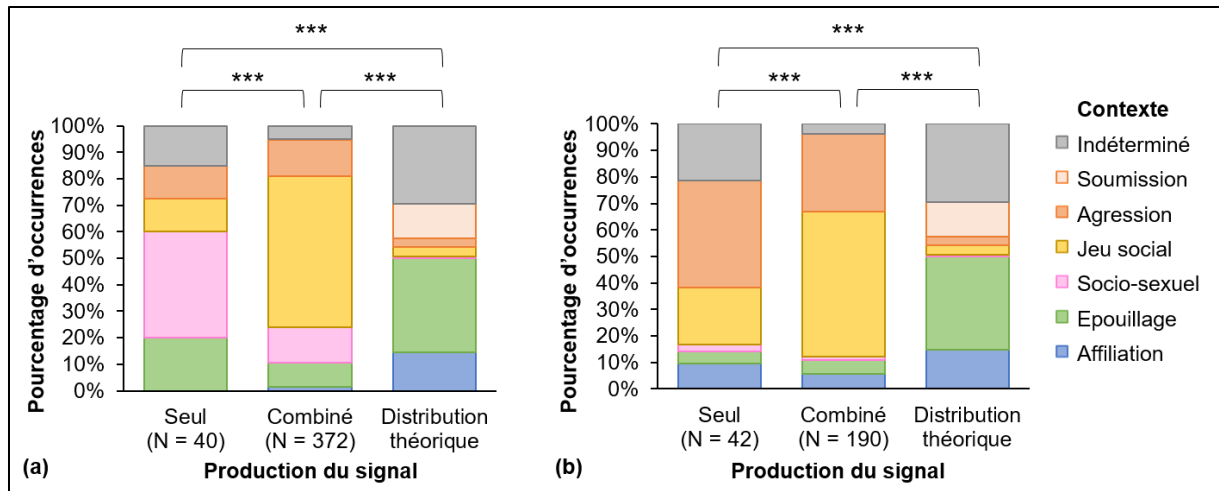 ***
***
***
Pourcentage d'occurrences
100%
90%
80%
70%
60%
50%
40%
30%
20%
10%
0%
Seul
(N = 40)
Combiné
(N = 372)
Distribution
théorique
(a)
Production du signal
***
***
***
Pourcentage d'occurrences
100%
90%
80%
70%
60%
50%
40%
30%
20%
10%
0%
Seul
(N = 42)
Combiné
(N = 190)
Distribution
théorique
(b)
Production du signal
Contexte
Indéterminé
Soumission
Agression
Jeu social
Socio-sexuel
Epouillage
Affiliation